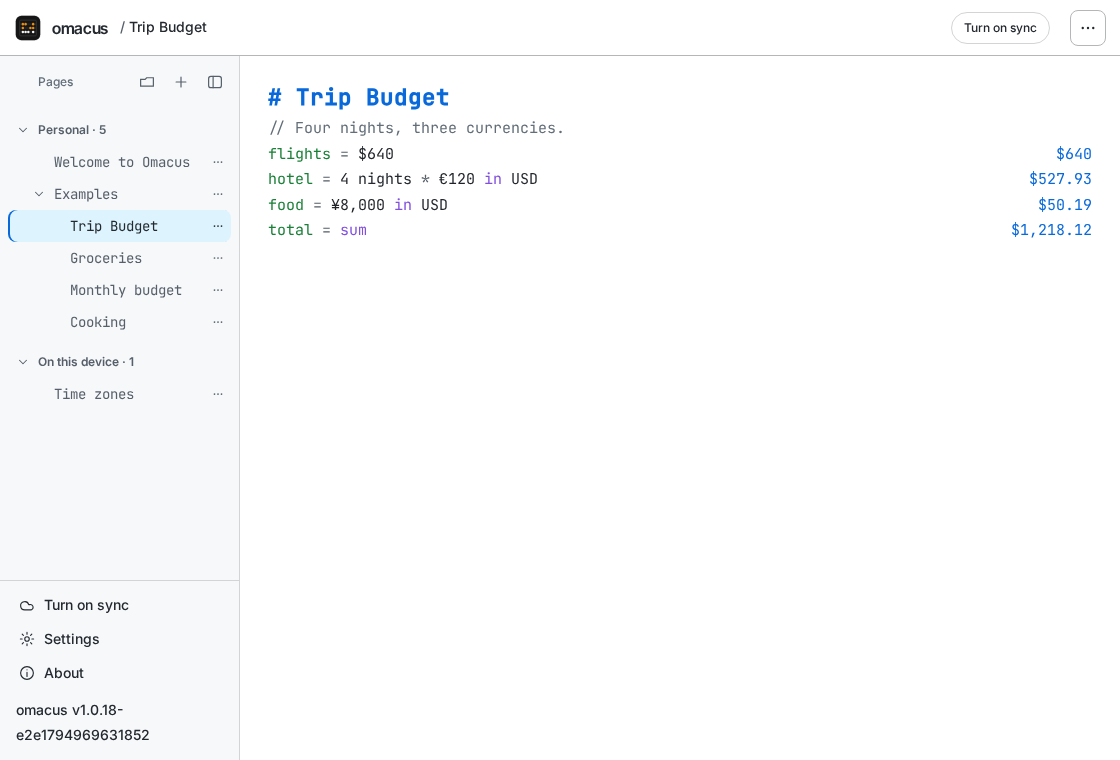 omacus / Trip Budget
Turn on sync
Pages
Personal · 5
Welcome to Omacus
Examples
Trip Budget
Groceries
Monthly budget
Cooking
On this device · 1
Time zones
Turn on sync
Settings
About
omacus v1.0.18-
e2e1794969631852
# Trip Budget
// Four nights, three currencies.
flights = $640 $640
hotel = 4 nights * €120 in USD $527.93
food = ¥8,000 in USD $50.19
total = sum $1,218.12